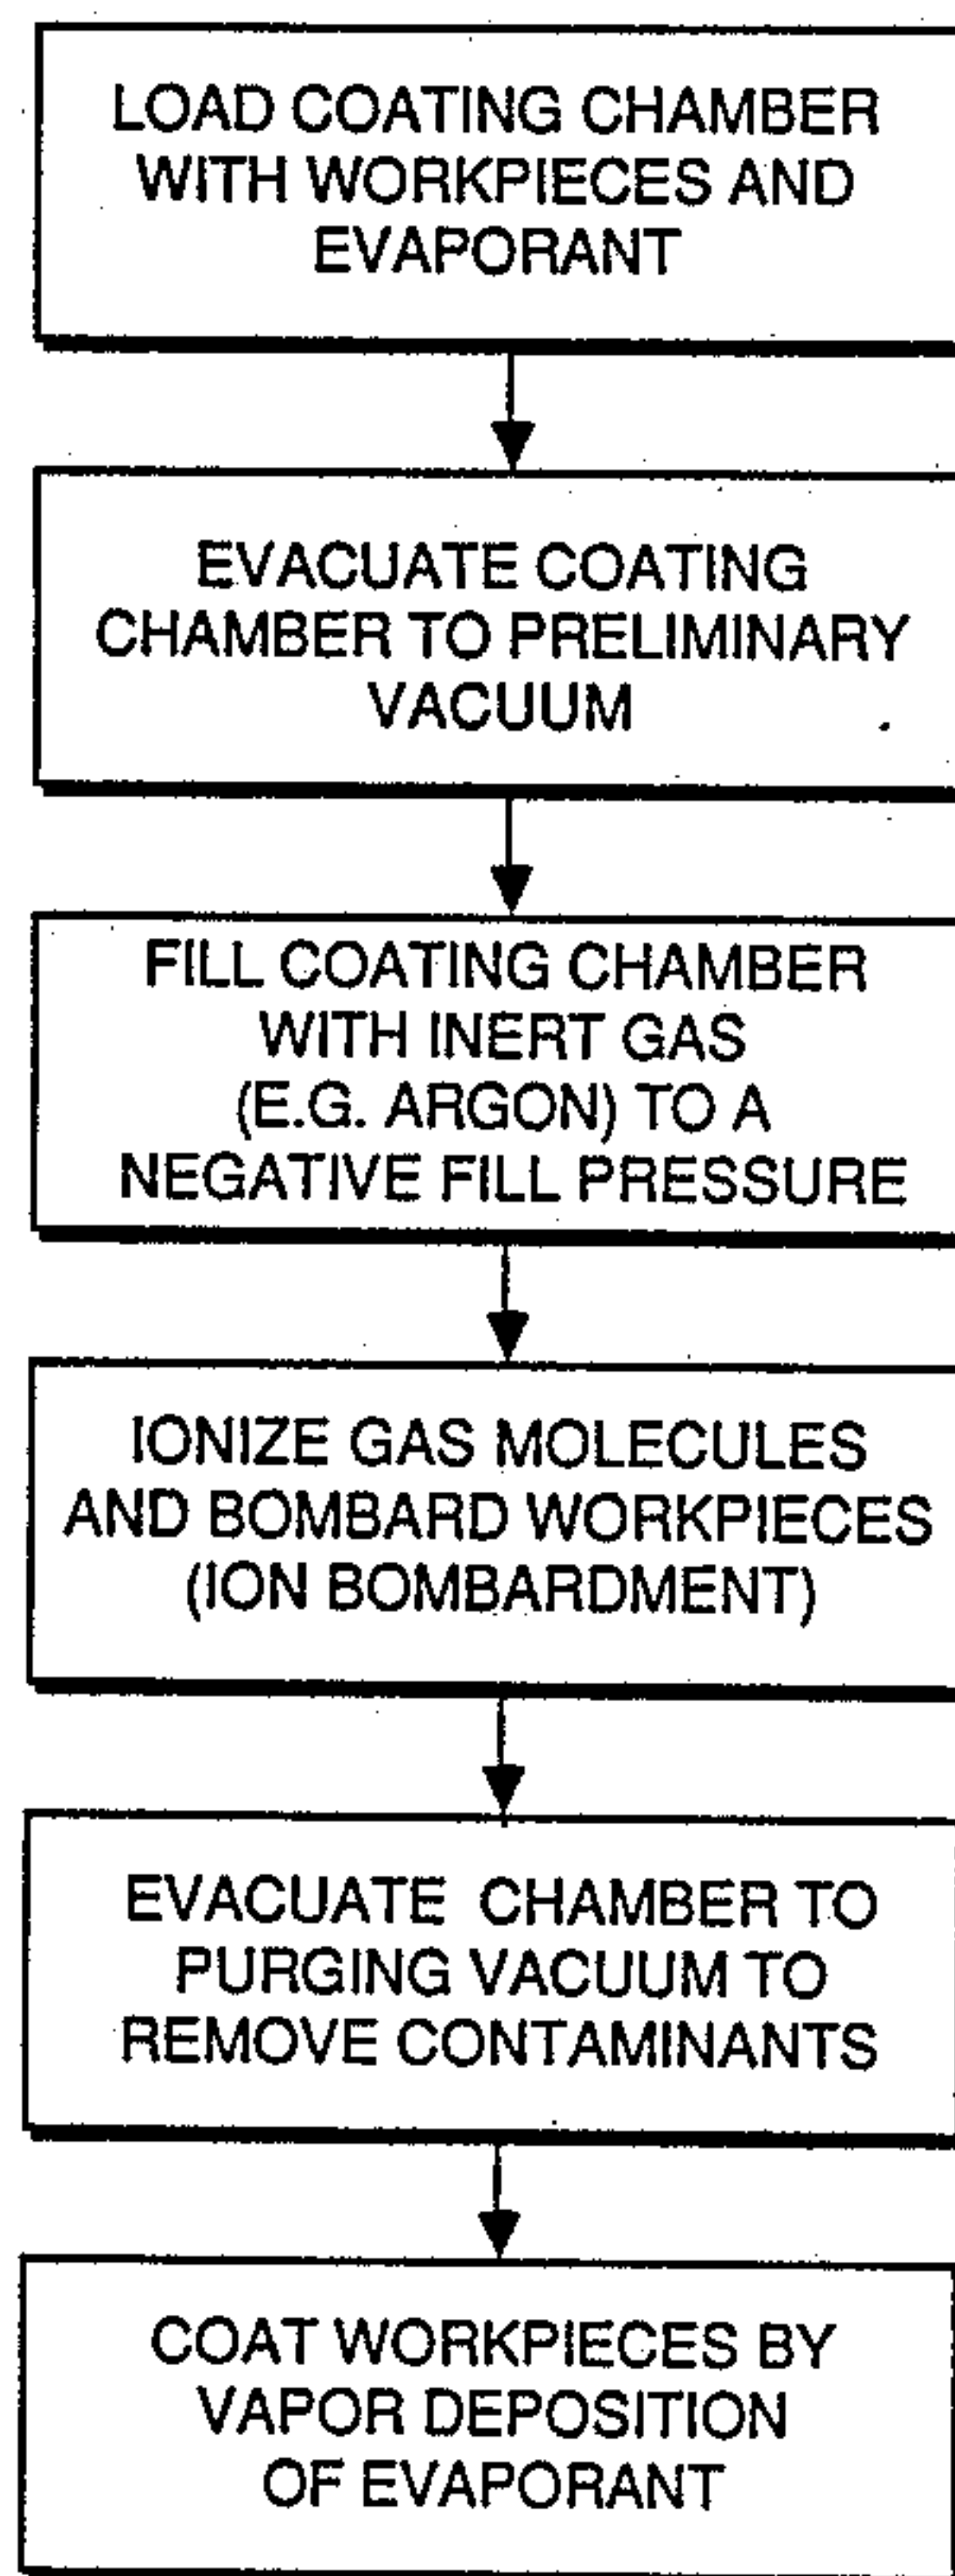 LOAD COATING CHAMBER
WITH WORKPIECES AND
EVAPORANT
EVACUATE COATING
CHAMBER TO PRELIMINARY
VACUUM
FILL COATING CHAMBER
WITH INERT GAS
(E.G. ARGON) TO A
NEGATIVE FILL PRESSURE
IONIZE GAS MOLECULES
AND BOMBARD WORKPIECES
(ION BOMBARDMENT)
EVACUATE CHAMBER TO
PURGING VACUUM TO
REMOVE CONTAMINANTS
COAT WORKPIECES BY
VAPOR DEPOSITION
OF EVAPORANT